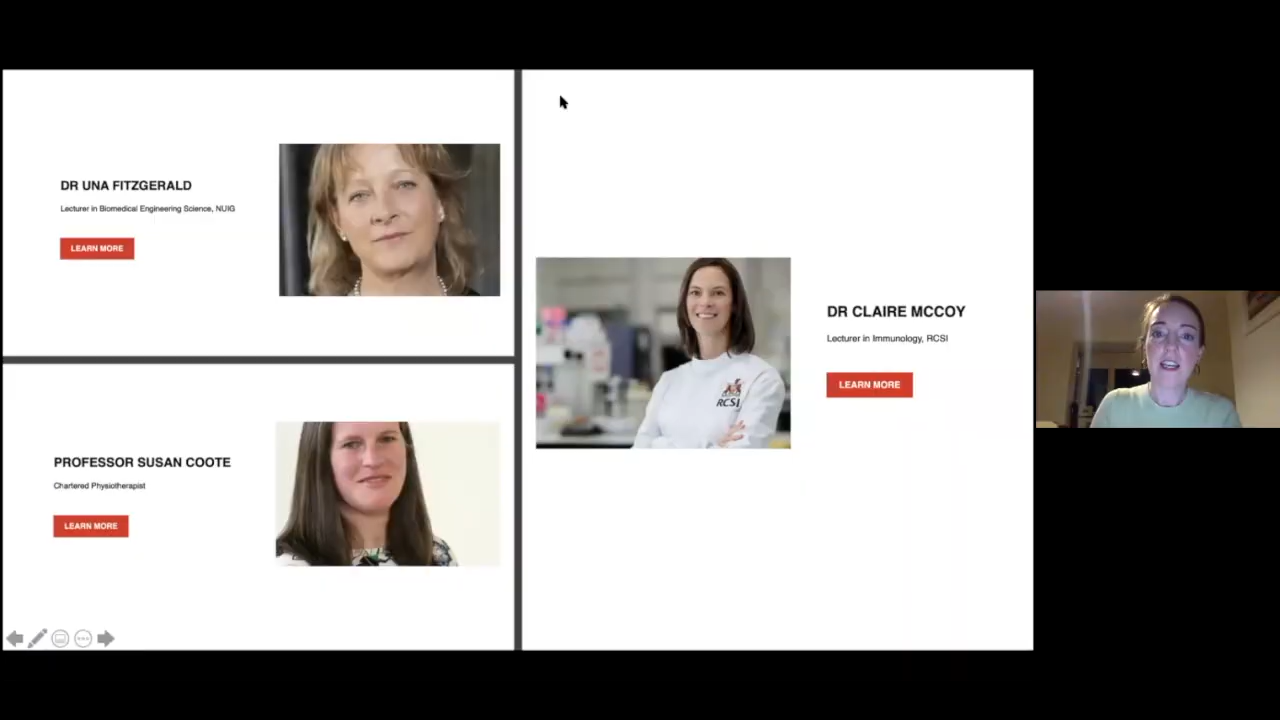 DR UNA FITZGERALD
Lecturer in Biomedical Engineering Science, NUIG
LEARN MORE
PROFESSOR SUSAN COOTE
Chartered Physiotherapist
LEARN MORE
RCSI
DR CLAIRE MCCOY
Lecturer in Immunology, RCSI
LEARN MORE